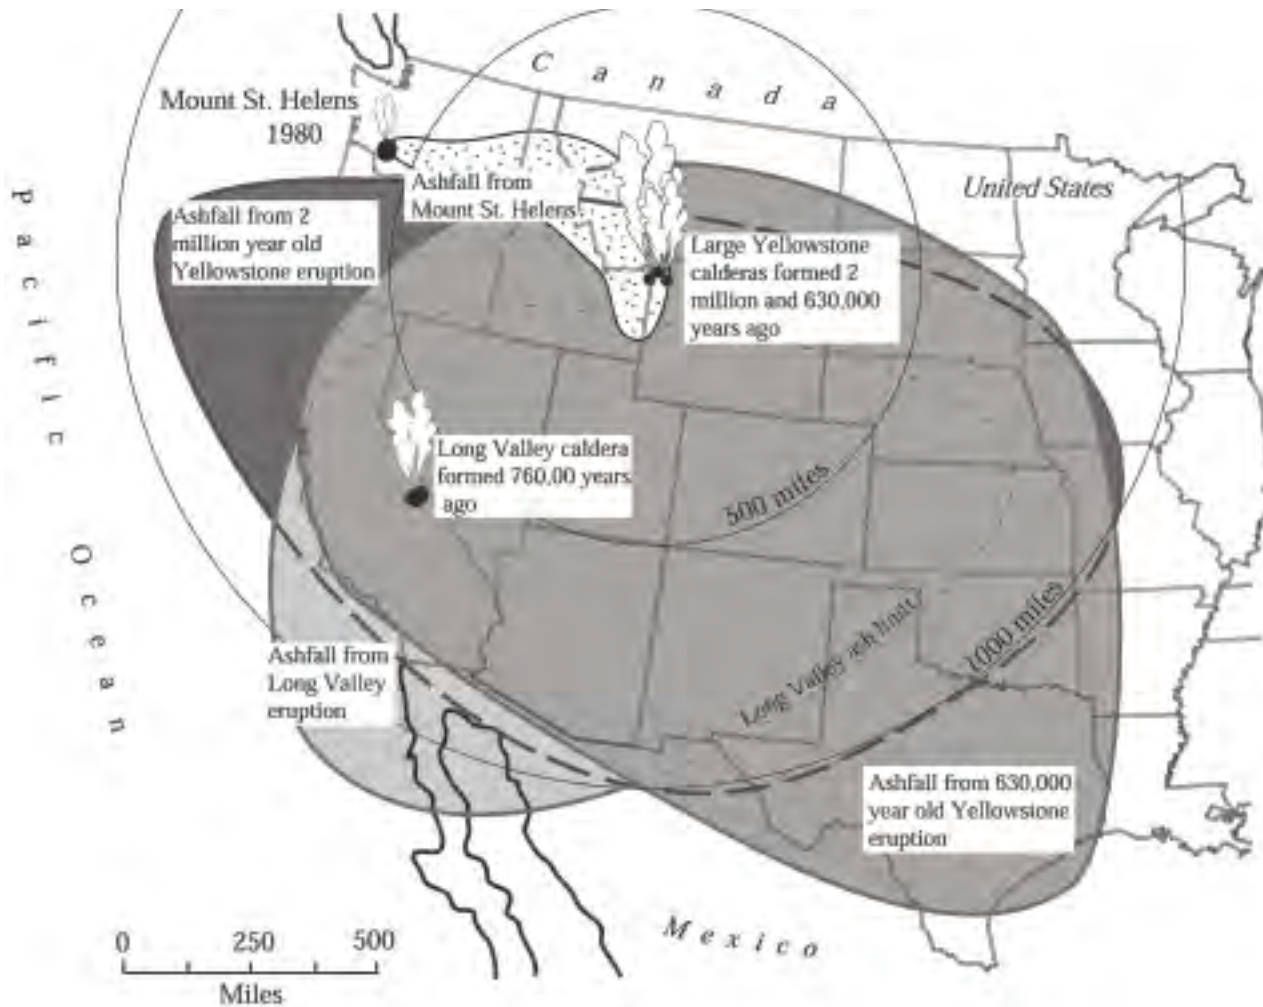 Canada
Mount St. Helens
1980
United States
Pacific Ocean
Ashfall from
Mount St. Helens
Ashfall from 2
million year old
Yellowstone eruption
Large Yellowstone
calderas formed 2
million and 630,000
years ago
Long Valley caldera
formed 760,00 years
ago
500 miles
1000 miles
Long Valley ash limit
Ashfall from
Long Valley
eruption
Ashfall from 630,000
year old Yellowstone
eruption
Mexico
0 250 500
Miles